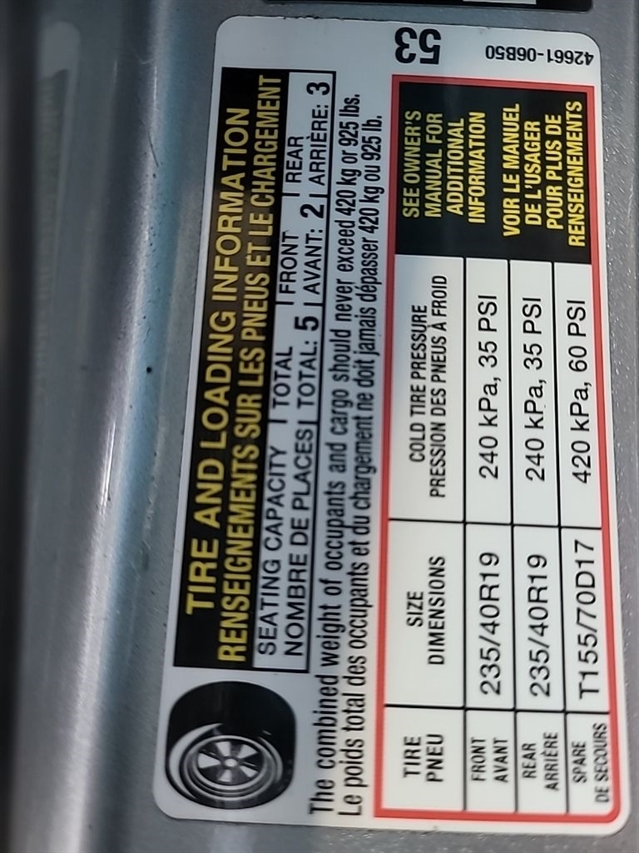 TIRE AND LOADING INFORMATION
RENSEIGNEMENTS SUR LES PNEUS ET LE CHARGEMENT
SEATING CAPACITY | TOTAL | FRONT | REAR
NOMBRE DE PLACES | TOTAL: 5 | AVANT: 2 | ARRIÈRE: 3
The combined weight of occupants and cargo should never exceed 420 kg or 925 lbs.
Le poids total des occupants et du chargement ne doit jamais dépasser 420 kg ou 925 lb.
TIRE
PNEU
SIZE
DIMENSIONS
COLD TIRE PRESSURE
PRESSION DES PNEUS À FROID
FRONT
AVANT
235/40R19
240 kPa, 35 PSI
REAR
ARRIÈRE
235/40R19
240 kPa, 35 PSI
SPARE
DE SECOURS
T155/70D17
420 kPa, 60 PSI
SEE OWNER'S
MANUAL FOR
ADDITIONAL
INFORMATION
VOIR LE MANUEL
DE L'USAGER
POUR PLUS DE
RENSEIGNEMENTS
53
42661-06B50